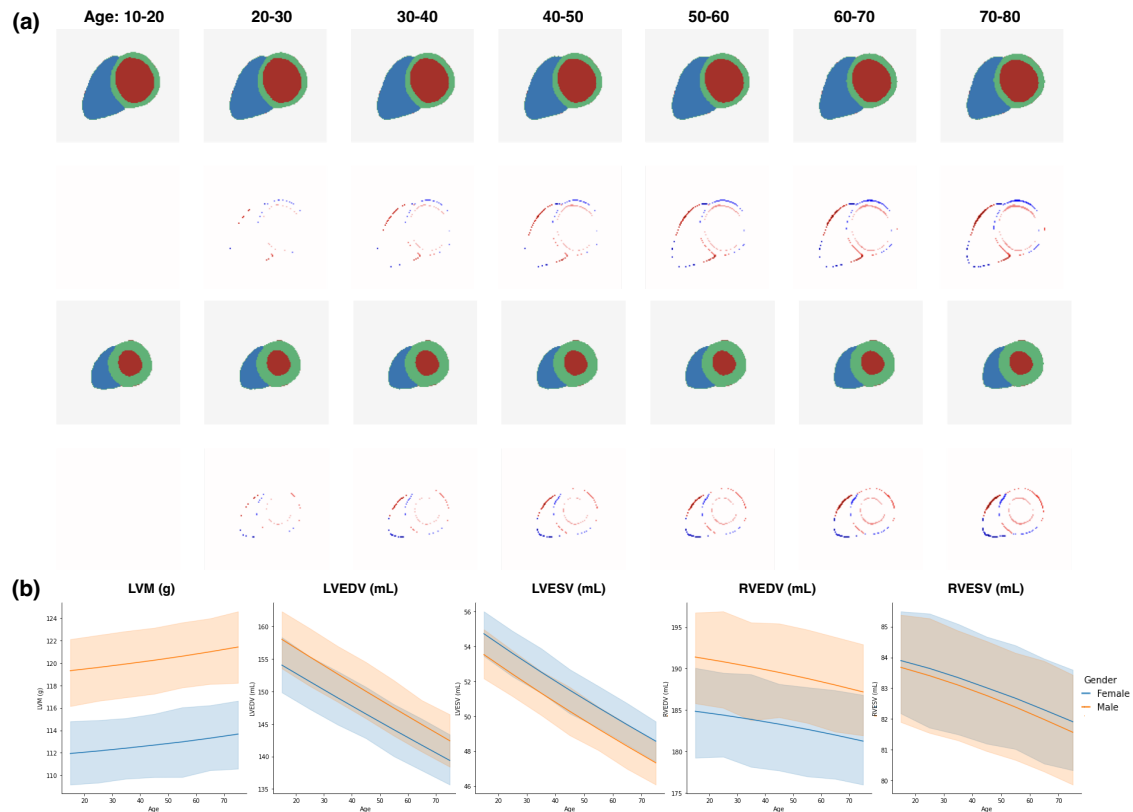 (a)
Age: 10-20 20-30 30-40 40-50 50-60 60-70 70-80
(b)
LVM (g) LVEDV (mL) LVESV (mL) RVEDV (mL) RVESV (mL)
LVM (g)
124
122
120
118
116
114
112
110
20 30 40 50 60 70
Age
LVEDV (mL)
160
155
150
145
140
135
20 30 40 50 60 70
Age
LVESV (mL)
56
54
52
50
48
46
20 30 40 50 60 70
Age
RVEDV (mL)
195
190
185
180
175
20 30 40 50 60 70
Age
RVESV (mL)
85
84
83
82
81
80
20 30 40 50 60 70
Age
Gender
Female
Male